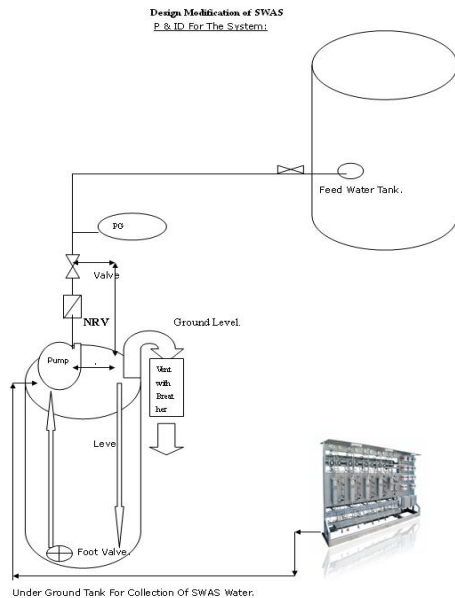 Design Modification of SWAS
P & ID For The System:
Feed Water Tank.
PG
Valve
NRV
Ground Level.
Pump
Vent
with
Breat
her
Leve
Foot Valve.
Under Ground Tank For Collection Of SWAS Water.